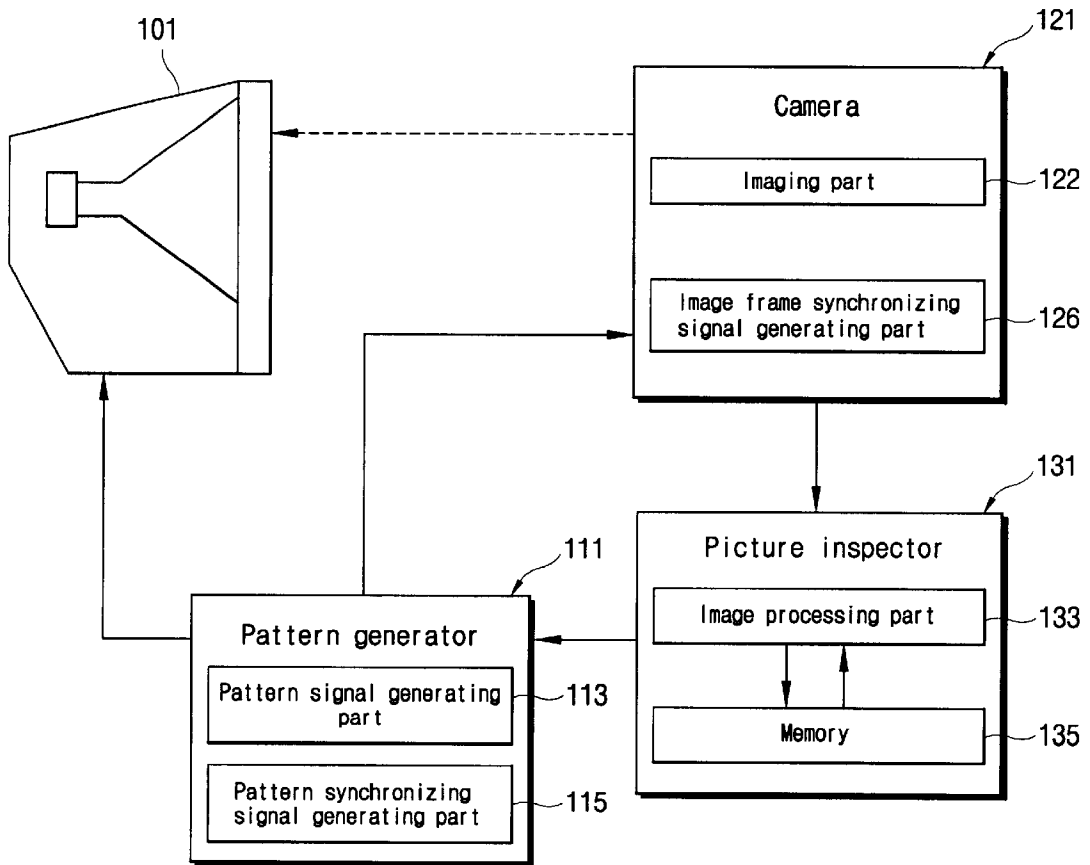 101
121
Camera
Imaging part
122
Image frame synchronizing
signal generating part
126
131
Picture inspector
Image processing part
133
Memory
135
111
Pattern generator
Pattern signal generating
part
113
Pattern synchronizing
signal generating part
115